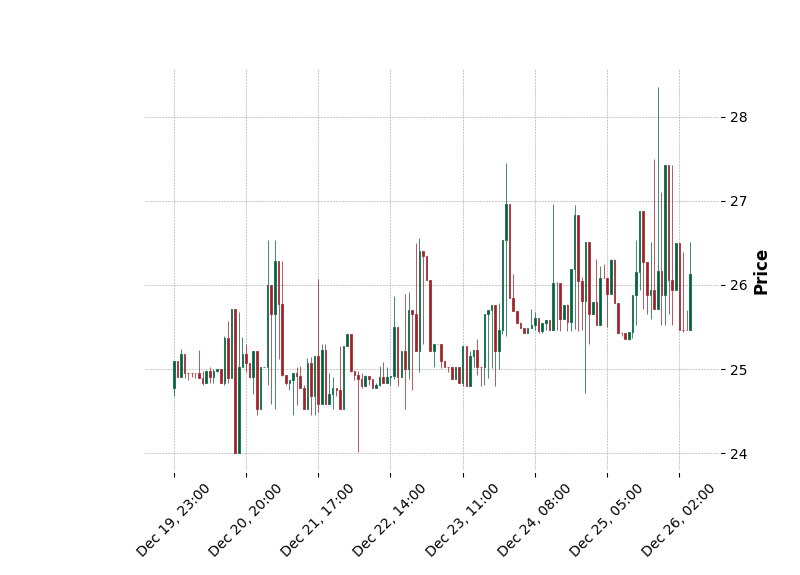 28
27
26
25
24
Price
Dec 19, 23:00
Dec 20, 20:00
Dec 21, 17:00
Dec 22, 14:00
Dec 23, 11:00
Dec 24, 08:00
Dec 25, 05:00
Dec 26, 02:00